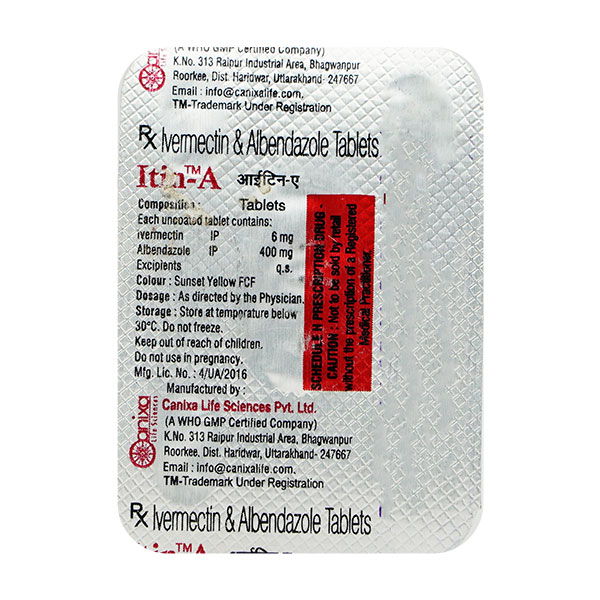 (A WHO GMP Certified Company)
K.No. 313 Raipur Industrial Area, Bhagwanpur
Roorkee, Dist. Haridwar, Uttarakhand- 247667
Email : info@canixalife.com.
TM-Trademark Under Registration
Rx Ivermectin & Albendazole Tablets
Itin™-A आईटिन-ए
Composition : Tablets
Each uncoated tablet contains:
Ivermectin IP 6 mg
Albendazole IP 400 mg
Excipients q.s.
Colour : Sunset Yellow FCF
Dosage : As directed by the Physician.
Storage : Store at temperature below
30°C. Do not freeze.
Keep out of reach of children.
Do not use in pregnancy.
Mfg. Lic. No. : 4/UA/2016
Manufactured by :
Canixa Life Sciences Pvt. Ltd.
(A WHO GMP Certified Company)
K.No. 313 Raipur Industrial Area, Bhagwanpur
Roorkee, Dist. Haridwar, Uttarakhand- 247667
Email : info@canixalife.com.
TM-Trademark Under Registration
Canixa
Life Sciences
SCHEDULE H PRESCRIPTION DRUG -
CAUTION : Not to be sold by retail
without the prescription of a Registered
Medical Practitioner.
Rx Ivermectin & Albendazole Tablets
Itin™-A आईटिन-ए